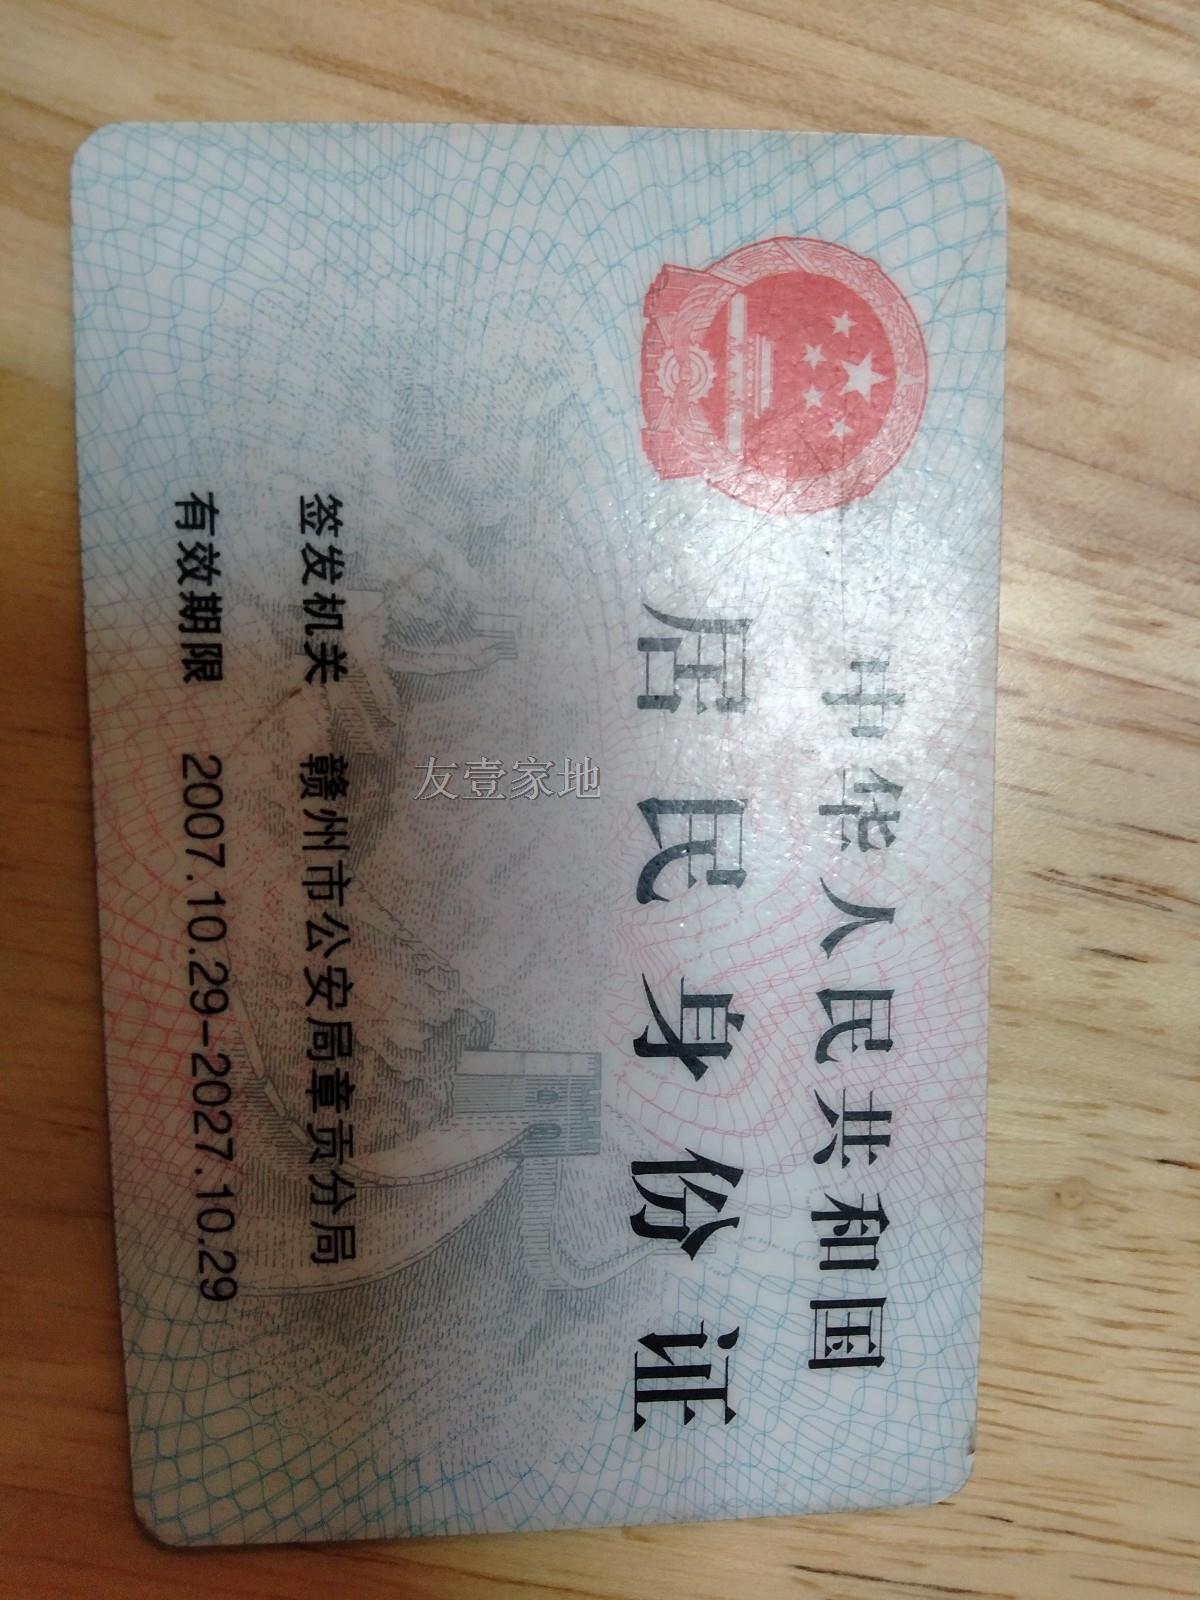 中华人民共和国
居民身份证
签发机关 赣州市公安局章贡分局
有效期限 2007.10.29-2027.10.29
友壹家地